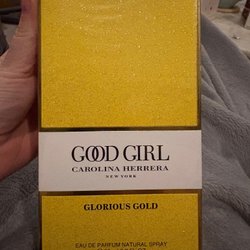 GOOD GIRL
CAROLINA HERRERA
NEW YORK
GLORIOUS GOLD
EAU DE PARFUM NATURAL SPRAY